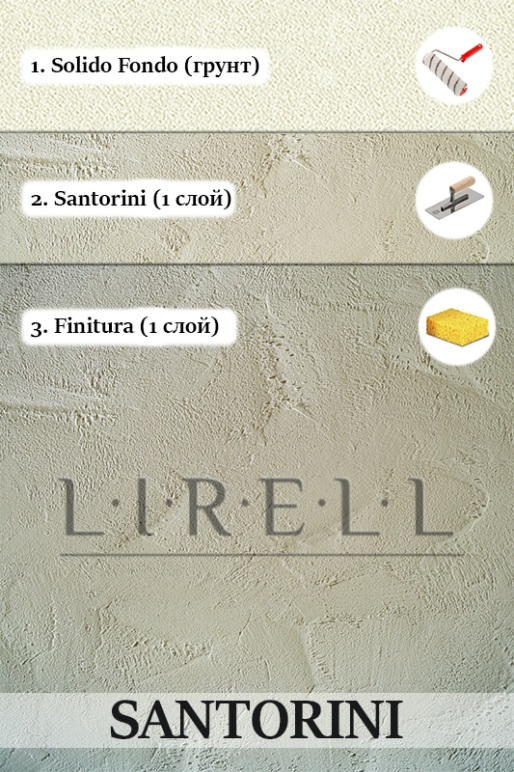 1. Solido Fondo (грунт)
2. Santorini (1 слой)
3. Finitura (1 слой)
L·I·R·E·L·L
SANTORINI